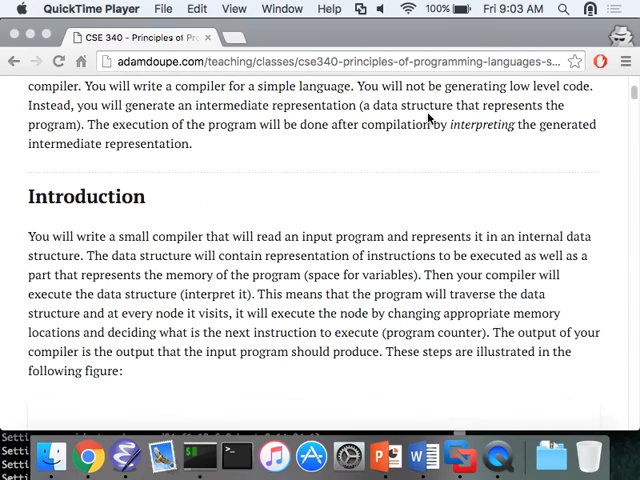 QuickTime Player File Edit View Window Help 100% Fri 9:03 AM
CSE 340 - Principles of Pro
adamdoupe.com/teaching/classes/cse340-principles-of-programming-languages-s...
compiler. You will write a compiler for a simple language. You will not be generating low level code.
Instead, you will generate an intermediate representation (a data structure that represents the
program). The execution of the program will be done after compilation by interpreting the generated
intermediate representation.
Introduction
You will write a small compiler that will read an input program and represents it in an internal data
structure. The data structure will contain representation of instructions to be executed as well as a
part that represents the memory of the program (space for variables). Then your compiler will
execute the data structure (interpret it). This means that the program will traverse the data
structure and at every node it visits, it will execute the node by changing appropriate memory
locations and deciding what is the next instruction to execute (program counter). The output of your
compiler is the output that the input program should produce. These steps are illustrated in the
following figure:
Setti
Setti
Setti
Setti